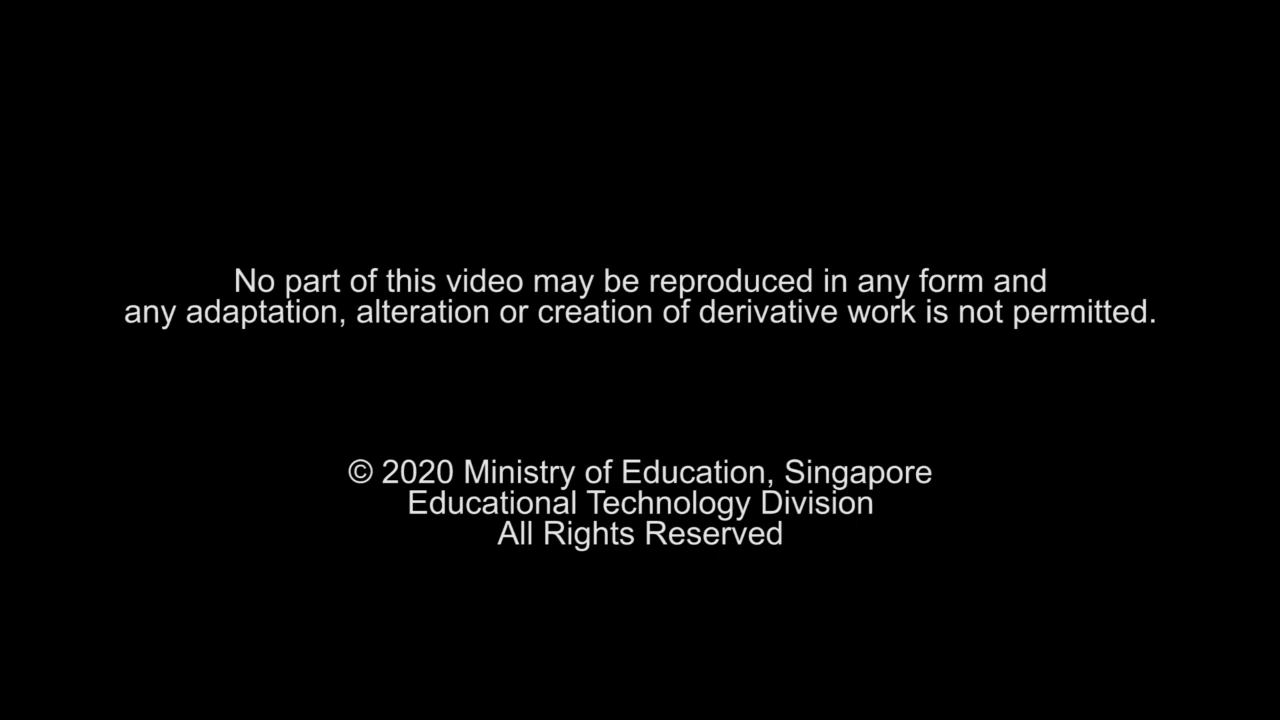 No part of this video may be reproduced in any form and
any adaptation, alteration or creation of derivative work is not permitted.
© 2020 Ministry of Education, Singapore
Educational Technology Division
All Rights Reserved